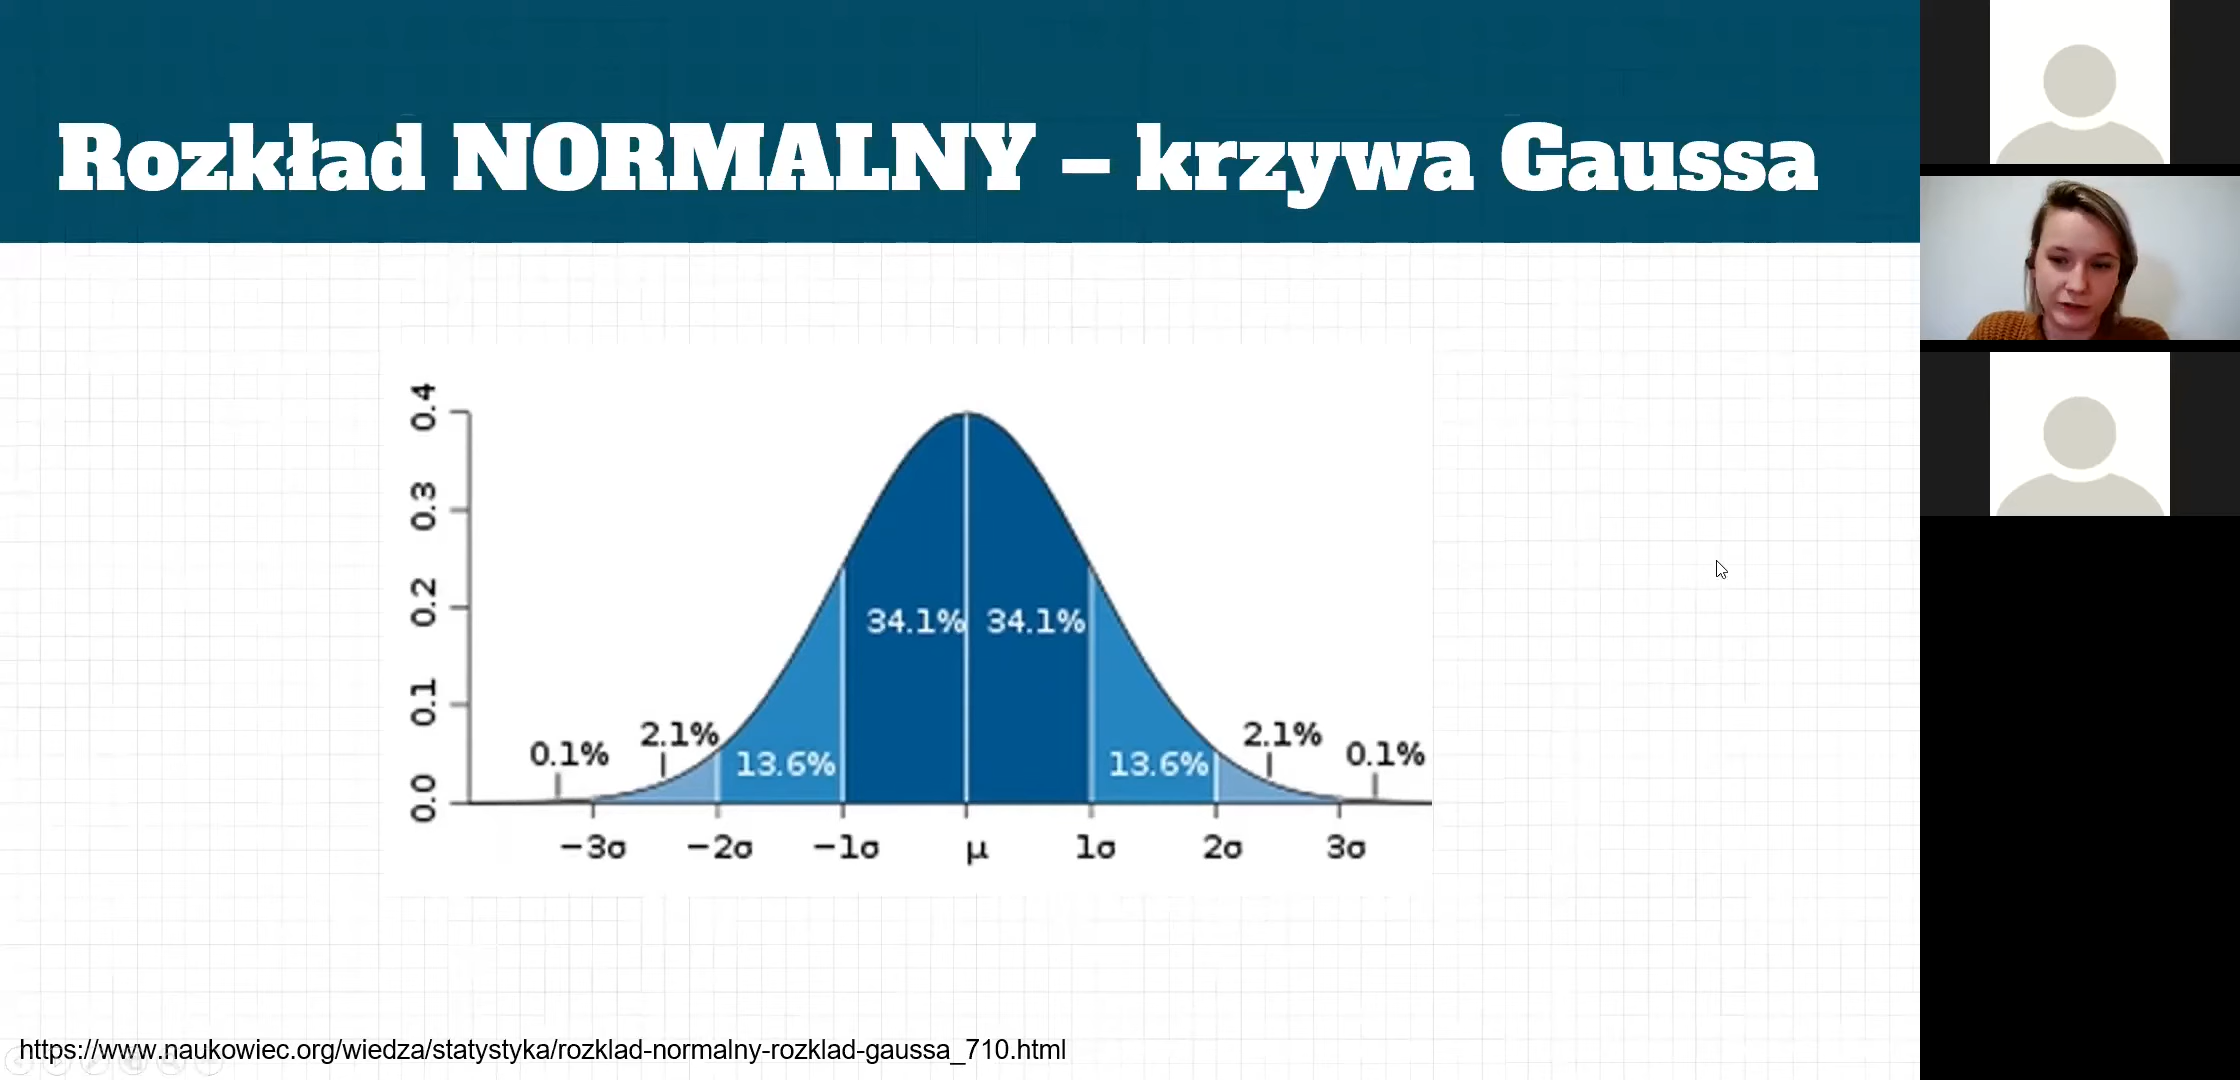 Rozkład NORMALNY – krzywa Gaussa
0.4
0.3
0.2
0.1
0.0
34.1% 34.1%
0.1% 2.1% 13.6% 13.6% 2.1% 0.1%
−3σ −2σ −1σ μ 1σ 2σ 3σ
https://www.naukowiec.org/wiedza/statystyka/rozklad-normalny-rozklad-gaussa_710.html